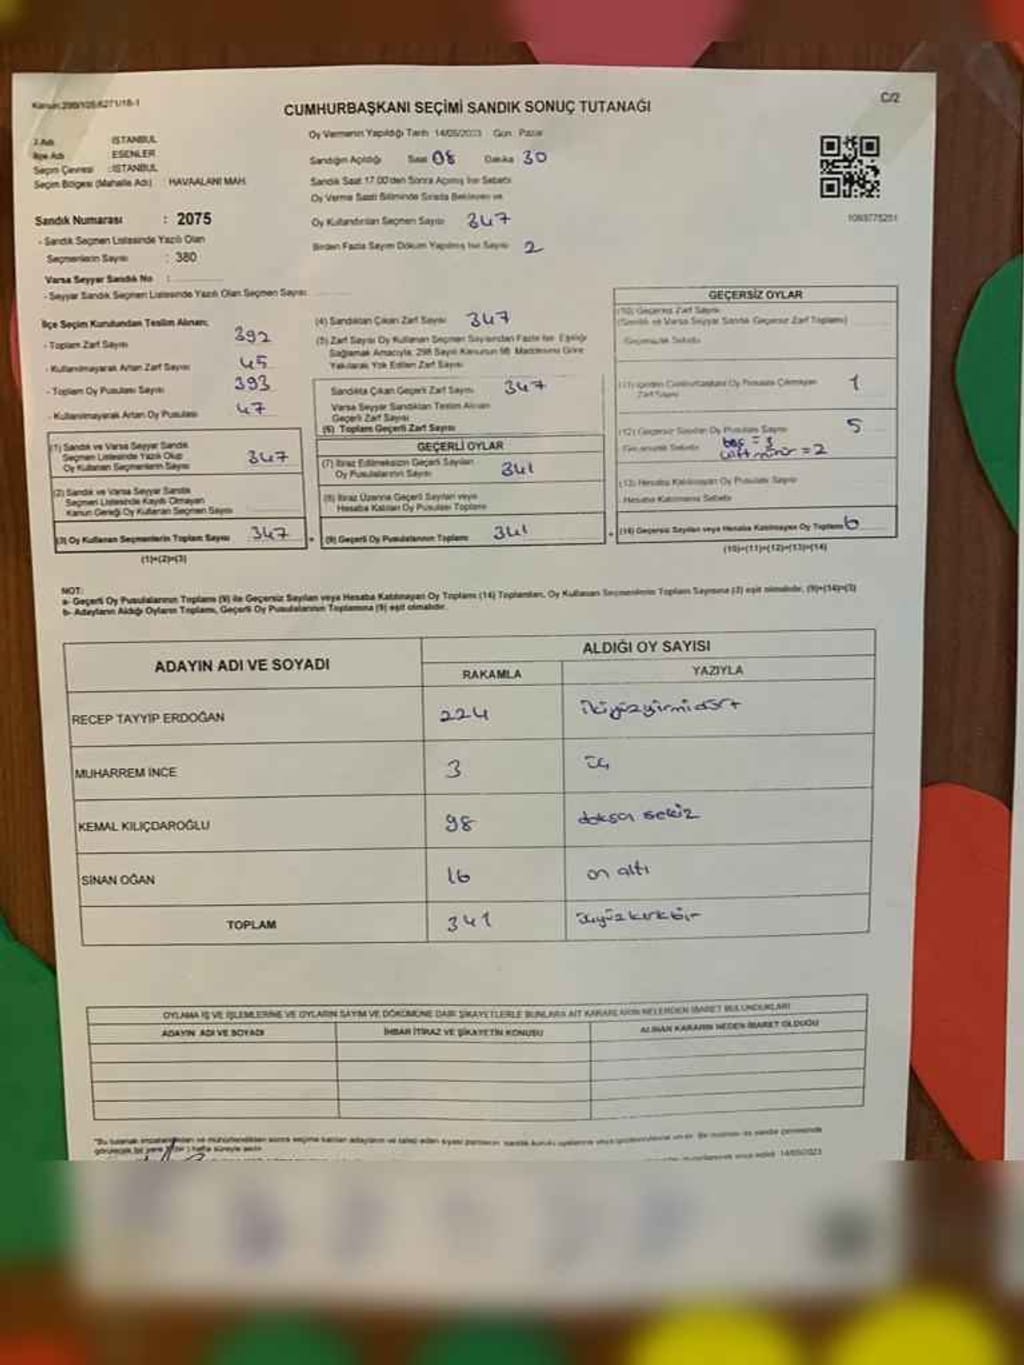 Kanun:298/105;6271/18-1
C/2
CUMHURBAŞKANI SEÇİMİ SANDIK SONUÇ TUTANAĞI
İl Adı : İSTANBUL
İlçe Adı : ESENLER
Seçim Çevresi : İSTANBUL
Seçim Bölgesi (Mahalle Adı) : HAVAALANI MAH.
Sandık Numarası : 2075
- Sandık Seçmen Listesinde Yazılı Olan
Seçmenlerin Sayısı : 380
Varsa Seyyar Sandık No :
- Seyyar Sandık Seçmen Listesinde Yazılı Olan Seçmen Sayısı
Oy Vermenin Yapıldığı Tarih 14/05/2023 Gün : Pazar
Sandığın Açıldığı Saat 08 Dakika 30
Sandık Saat 17.00'den Sonra Açılmış İse Sebebi
Oy Verme Saati Bitiminde Sırada Bekleyen ve
Oy Kullandırılan Seçmen Sayısı 347
Birden Fazla Sayım Döküm Yapılmış İse Sayısı 2
1093775251
İlçe Seçim Kurulundan Teslim Alınan;
- Toplam Zarf Sayısı 392
- Kullanılmayarak Artan Zarf Sayısı 45
- Toplam Oy Pusulası Sayısı 393
- Kullanılmayarak Artan Oy Pusulası 47
(1) Sandık ve Varsa Seyyar Sandık
Seçmen Listesinde Yazılı Olup
Oy Kullanan Seçmenlerin Sayısı 347
(2) Sandık ve Varsa Seyyar Sandık
Seçmen Listesinde Kayıtlı Olmayan
Kanun Gereği Oy Kullanan Seçmen Sayısı
(3) Oy Kullanan Seçmenlerin Toplam Sayısı 347
(1)+(2)=(3)
(4) Sandıktan Çıkan Zarf Sayısı 347
(5) Zarf Sayısı Oy Kullanan Seçmen Sayısından Fazla İse, Eşitliği
Sağlamak Amacıyla, 298 Sayılı Kanunun 98. Maddesine Göre
Yakılarak Yok Edilen Zarf Sayısı
Sandıkta Çıkan Geçerli Zarf Sayısı 347
Varsa Seyyar Sandıktan Teslim Alınan
Geçerli Zarf Sayısı
(6) Toplam Geçerli Zarf Sayısı
GEÇERLİ OYLAR
(7) İtiraz Edilmeksizin Geçerli Sayılan
Oy Pusulalarının Sayısı 341
(8) İtiraz Üzerine Geçerli Sayılan veya
Hesaba Katılan Oy Pusulası Toplamı
(9) Geçerli Oy Pusulalarının Toplamı 341
GEÇERSİZ OYLAR
(10) Geçersiz Zarf Sayısı
(Sandık ve Varsa Seyyar Sandık Geçersiz Zarf Toplamı)
Geçersizlik Sebebi
(11) İçinden Cumhurbaşkanı Oy Pusulası Çıkmayan
Zarf Sayısı 1
(12) Geçersiz Sayılan Oy Pusulası Sayısı 5
Geçersizlik Sebebi boş = 3
çift mühür = 2
(13) Hesaba Katılmayan Oy Pusulası Sayısı
Hesaba Katılmama Sebebi
(14) Geçersiz Sayılan veya Hesaba Katılmayan Oy Toplamı 6
(10)+(11)+(12)+(13)=(14)
NOT:
a- Geçerli Oy Pusulalarının Toplamı (9) ile Geçersiz Sayılan veya Hesaba Katılmayan Oy Toplamı (14) Toplamları, Oy Kullanan Seçmenlerin Toplam Sayısına (3) eşit olmalıdır. (9)+(14)=(3)
b- Adayların Aldığı Oyların Toplamı, Geçerli Oy Pusulalarının Toplamına (9) eşit olmalıdır.
ADAYIN ADI VE SOYADI
ALDIĞI OY SAYISI
RAKAMLA YAZIYLA
RECEP TAYYİP ERDOĞAN 224 ikiyüzyirmidört
MUHARREM İNCE 3 üç
KEMAL KILIÇDAROĞLU 98 doksan sekiz
SİNAN OĞAN 16 on altı
TOPLAM 341 üçyüzkırkbir
OYLAMA İŞ VE İŞLEMLERİNE VE OYLARIN SAYIM VE DÖKÜMÜNE DAİR ŞİKAYETLERLE BUNLARA AİT KARARLARIN NELERDEN İBARET BULUNDUKLARI
ADAYIN ADI VE SOYADI İHBAR İTİRAZ VE ŞİKAYETİN KONUSU ALINAN KARARIN NEDEN İBARET OLDUĞU
14/05/2023